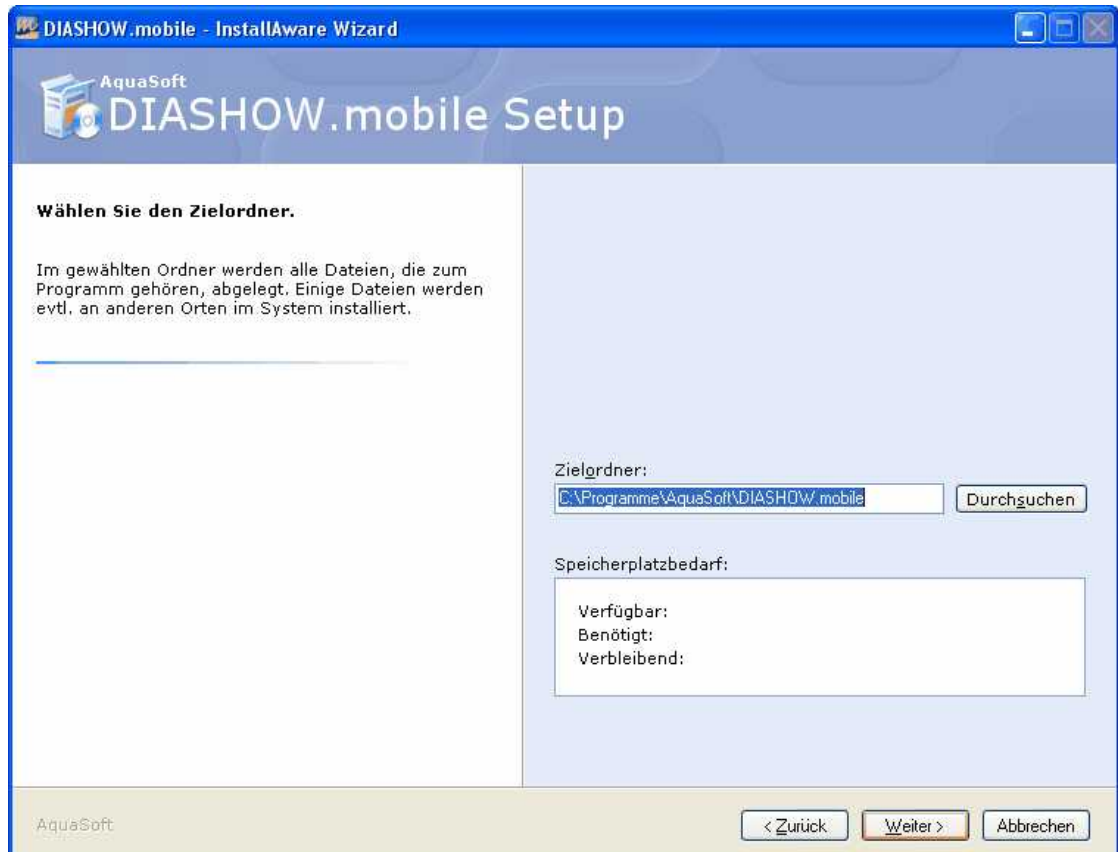 DIASHOW.mobile - InstallAware Wizard
AquaSoft
DIASHOW.mobile Setup
Wählen Sie den Zielordner.
Im gewählten Ordner werden alle Dateien, die zum
Programm gehören, abgelegt. Einige Dateien werden
evtl. an anderen Orten im System installiert.
Zielordner:
C:\Programme\AquaSoft\DIASHOW.mobile
Durchsuchen
Speicherplatzbedarf:
Verfügbar:
Benötigt:
Verbleibend:
AquaSoft
< Zurück
Weiter >
Abbrechen